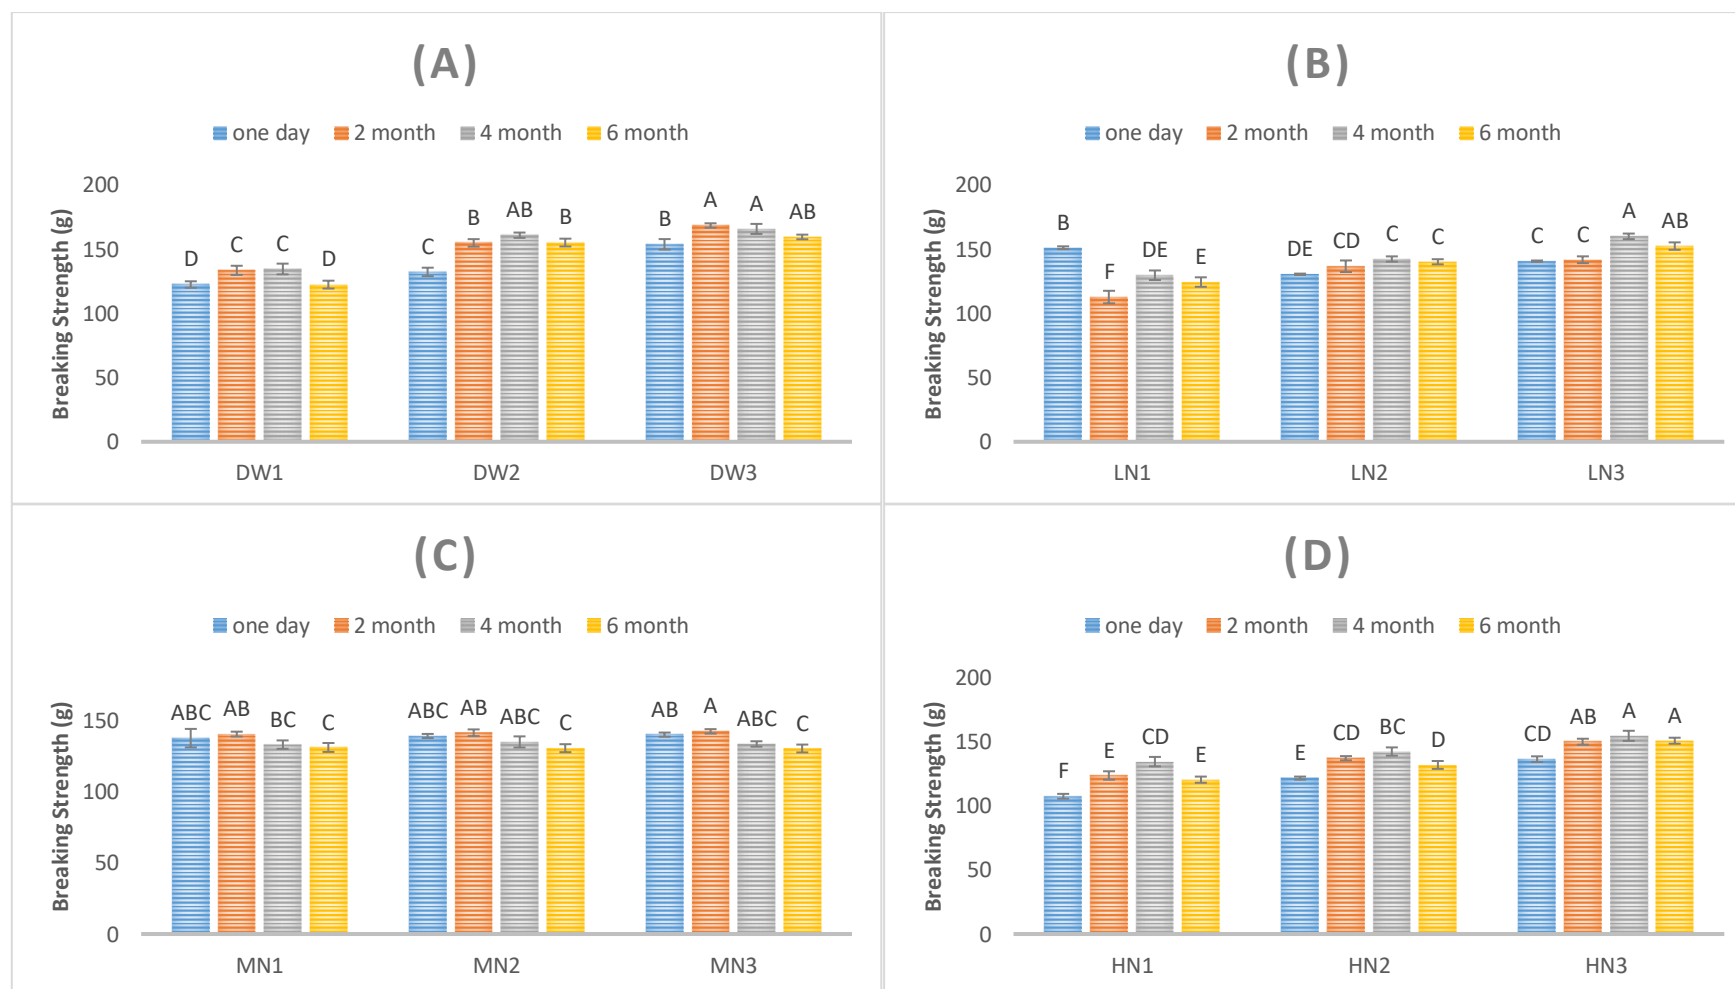 (A)
one day 2 month 4 month 6 month
Breaking Strength (g)
200
150
100
50
0
D C C D
C B AB B
B A A AB
DW1 DW2 DW3
(B)
one day 2 month 4 month 6 month
Breaking Strength (g)
200
150
100
50
0
B F DE E
DE CD C C
C C A AB
LN1 LN2 LN3
(C)
one day 2 month 4 month 6 month
Breaking Strength (g)
150
100
50
0
ABC AB BC C
ABC AB ABC C
AB A ABC C
MN1 MN2 MN3
(D)
one day 2 month 4 month 6 month
Breaking Strength (g)
200
150
100
50
0
F E CD E
E CD BC D
CD AB A A
HN1 HN2 HN3